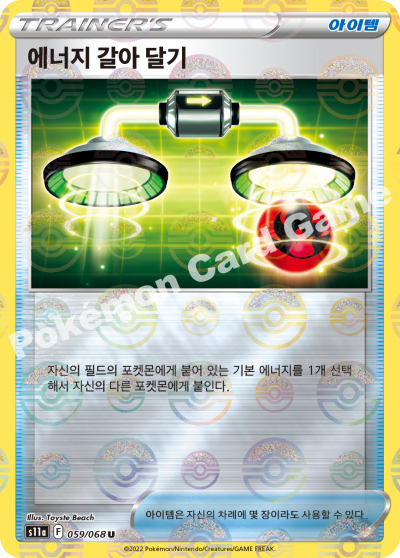 TRAINER'S
아이템
에너지 갈아 달기
Pokémon Card Game
자신의 필드의 포켓몬에게 붙어 있는 기본 에너지를 1개 선택
해서 자신의 다른 포켓몬에게 붙인다.
Illus. Toyste Beach
s11a F 059/068 U
아이템은 자신의 차례에 몇 장이라도 사용할 수 있다.
©2022 Pokémon/Nintendo/Creatures/GAME FREAK.